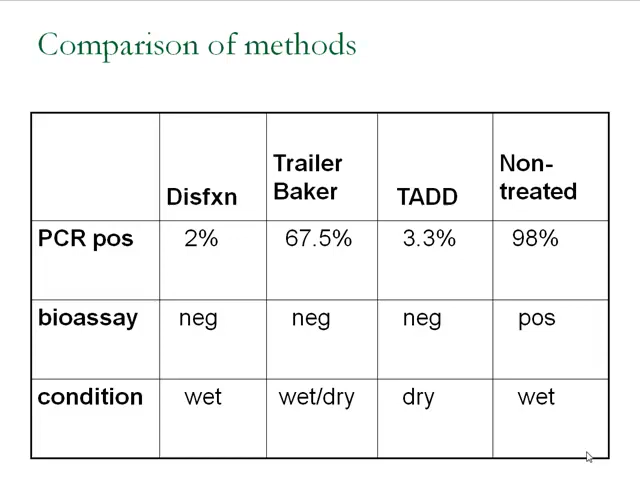 Comparison of methods
Disfxn Trailer Baker TADD Non-treated
PCR pos 2% 67.5% 3.3% 98%
bioassay neg neg neg pos
condition wet wet/dry dry wet